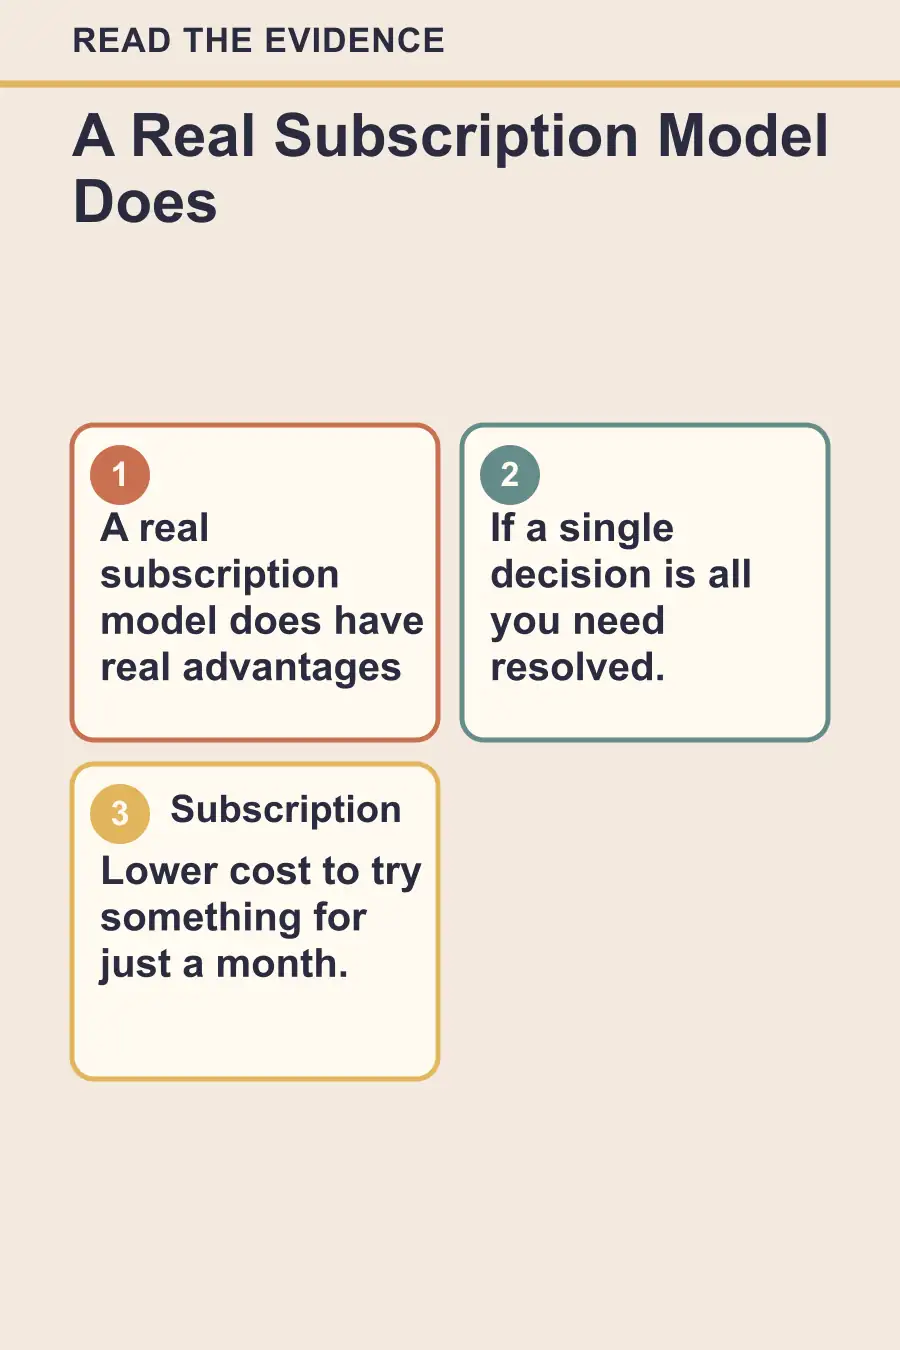 READ THE EVIDENCE
A Real Subscription Model
Does
1
A real
subscription
model does have
real advantages
2
If a single
decision is all
you need
resolved.
3
Subscription
Lower cost to try
something for
just a month.